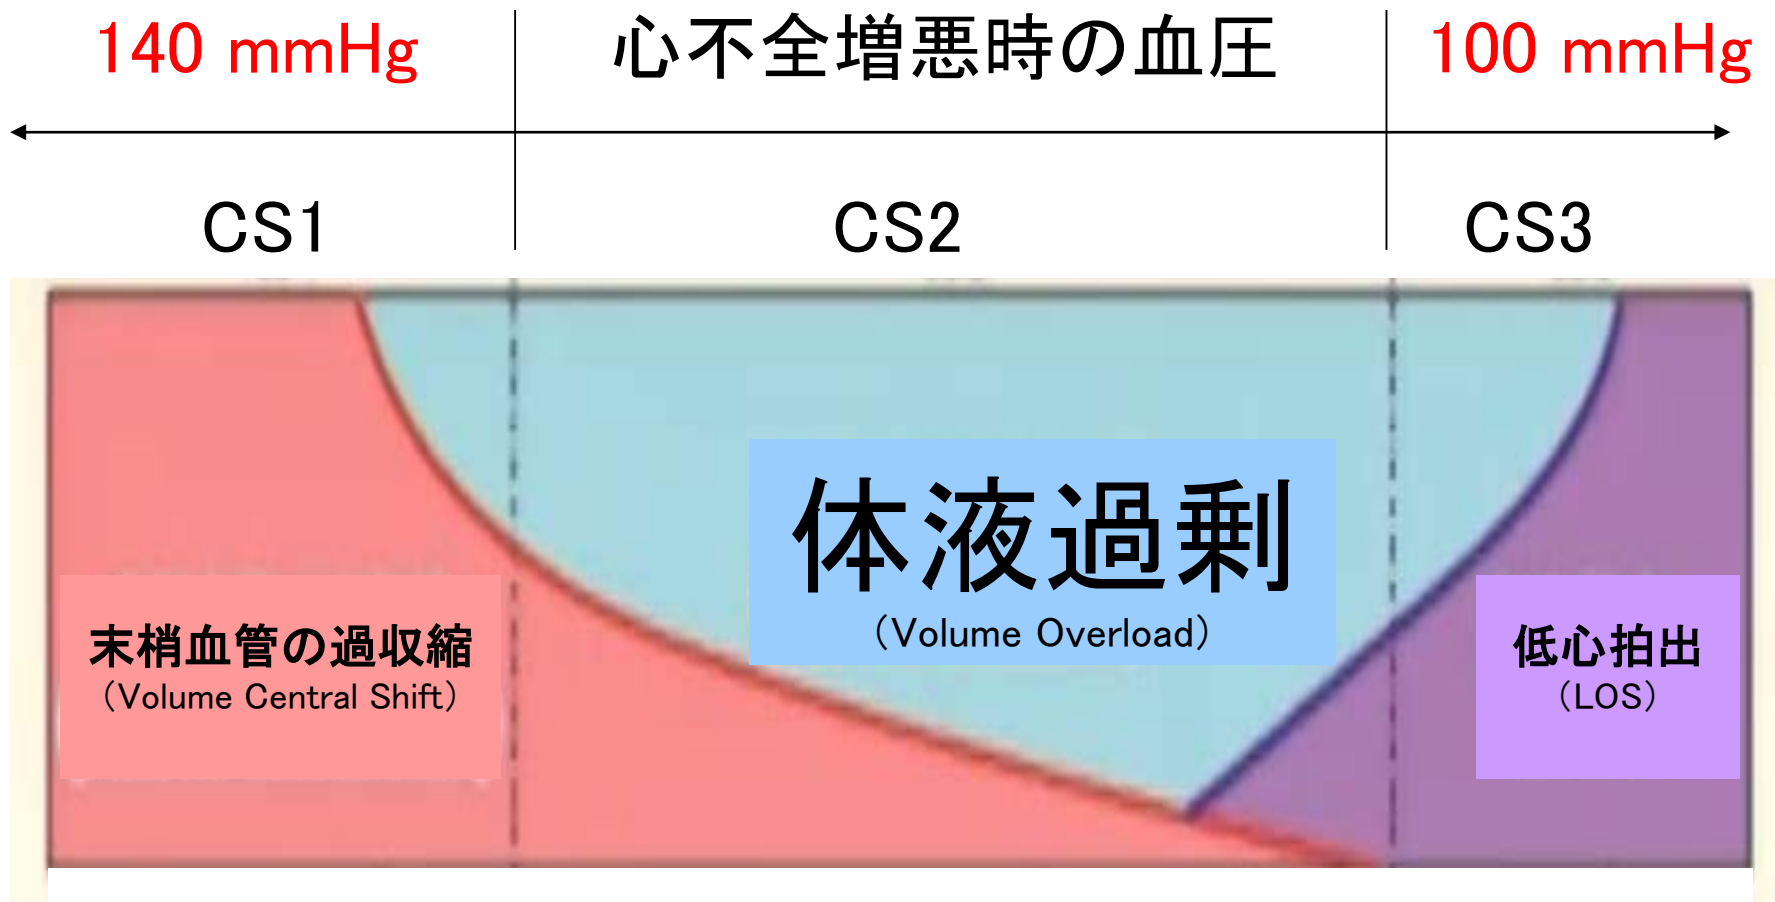 140 mmHg
心不全増悪時の血圧
100 mmHg
CS1
CS2
CS3
体液過剰
（Volume Overload）
末梢血管の過収縮
（Volume Central Shift）
低心拍出
（LOS）